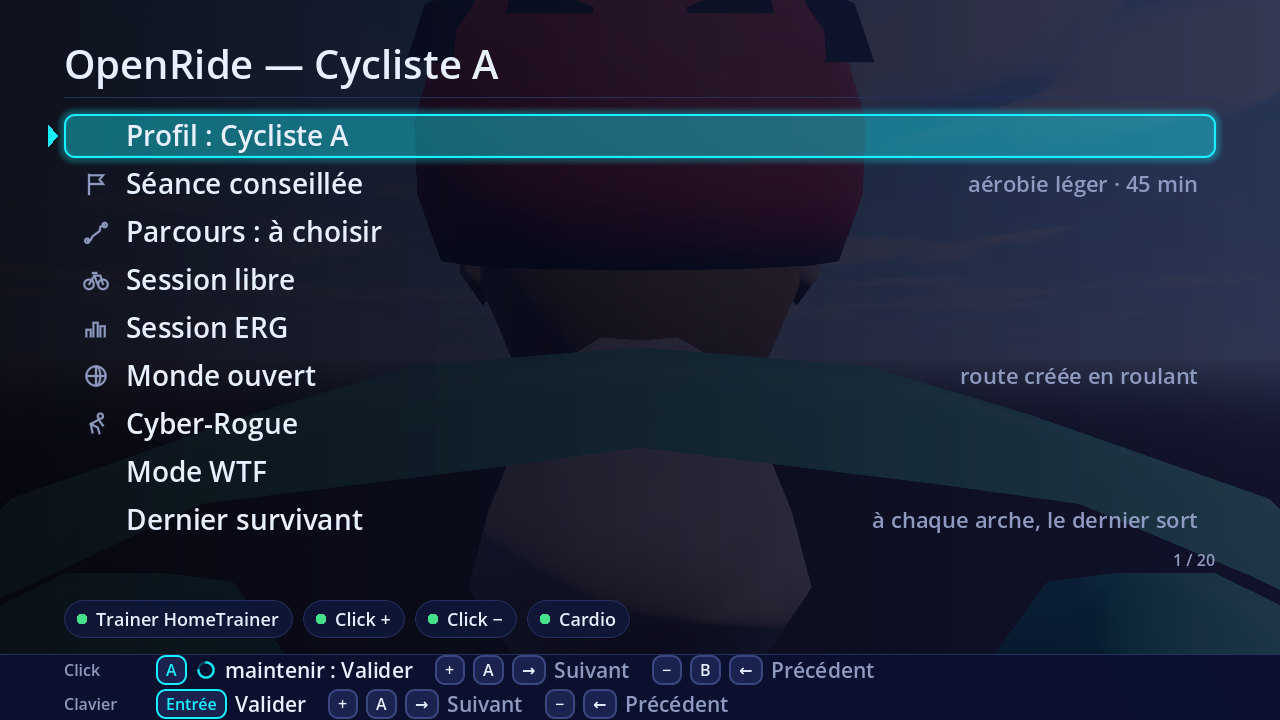 OpenRide — Cycliste A
Profil : Cycliste A
Séance conseillée aérobie léger · 45 min
Parcours : à choisir
Session libre
Session ERG
Monde ouvert route créée en roulant
Cyber-Rogue
Mode WTF
Dernier survivant à chaque arche, le dernier sort
1 / 20
Trainer HomeTrainer Click + Click − Cardio
Click A maintenir : Valider + A → Suivant − B ← Précédent
Clavier Entrée Valider + A → Suivant − ← Précédent